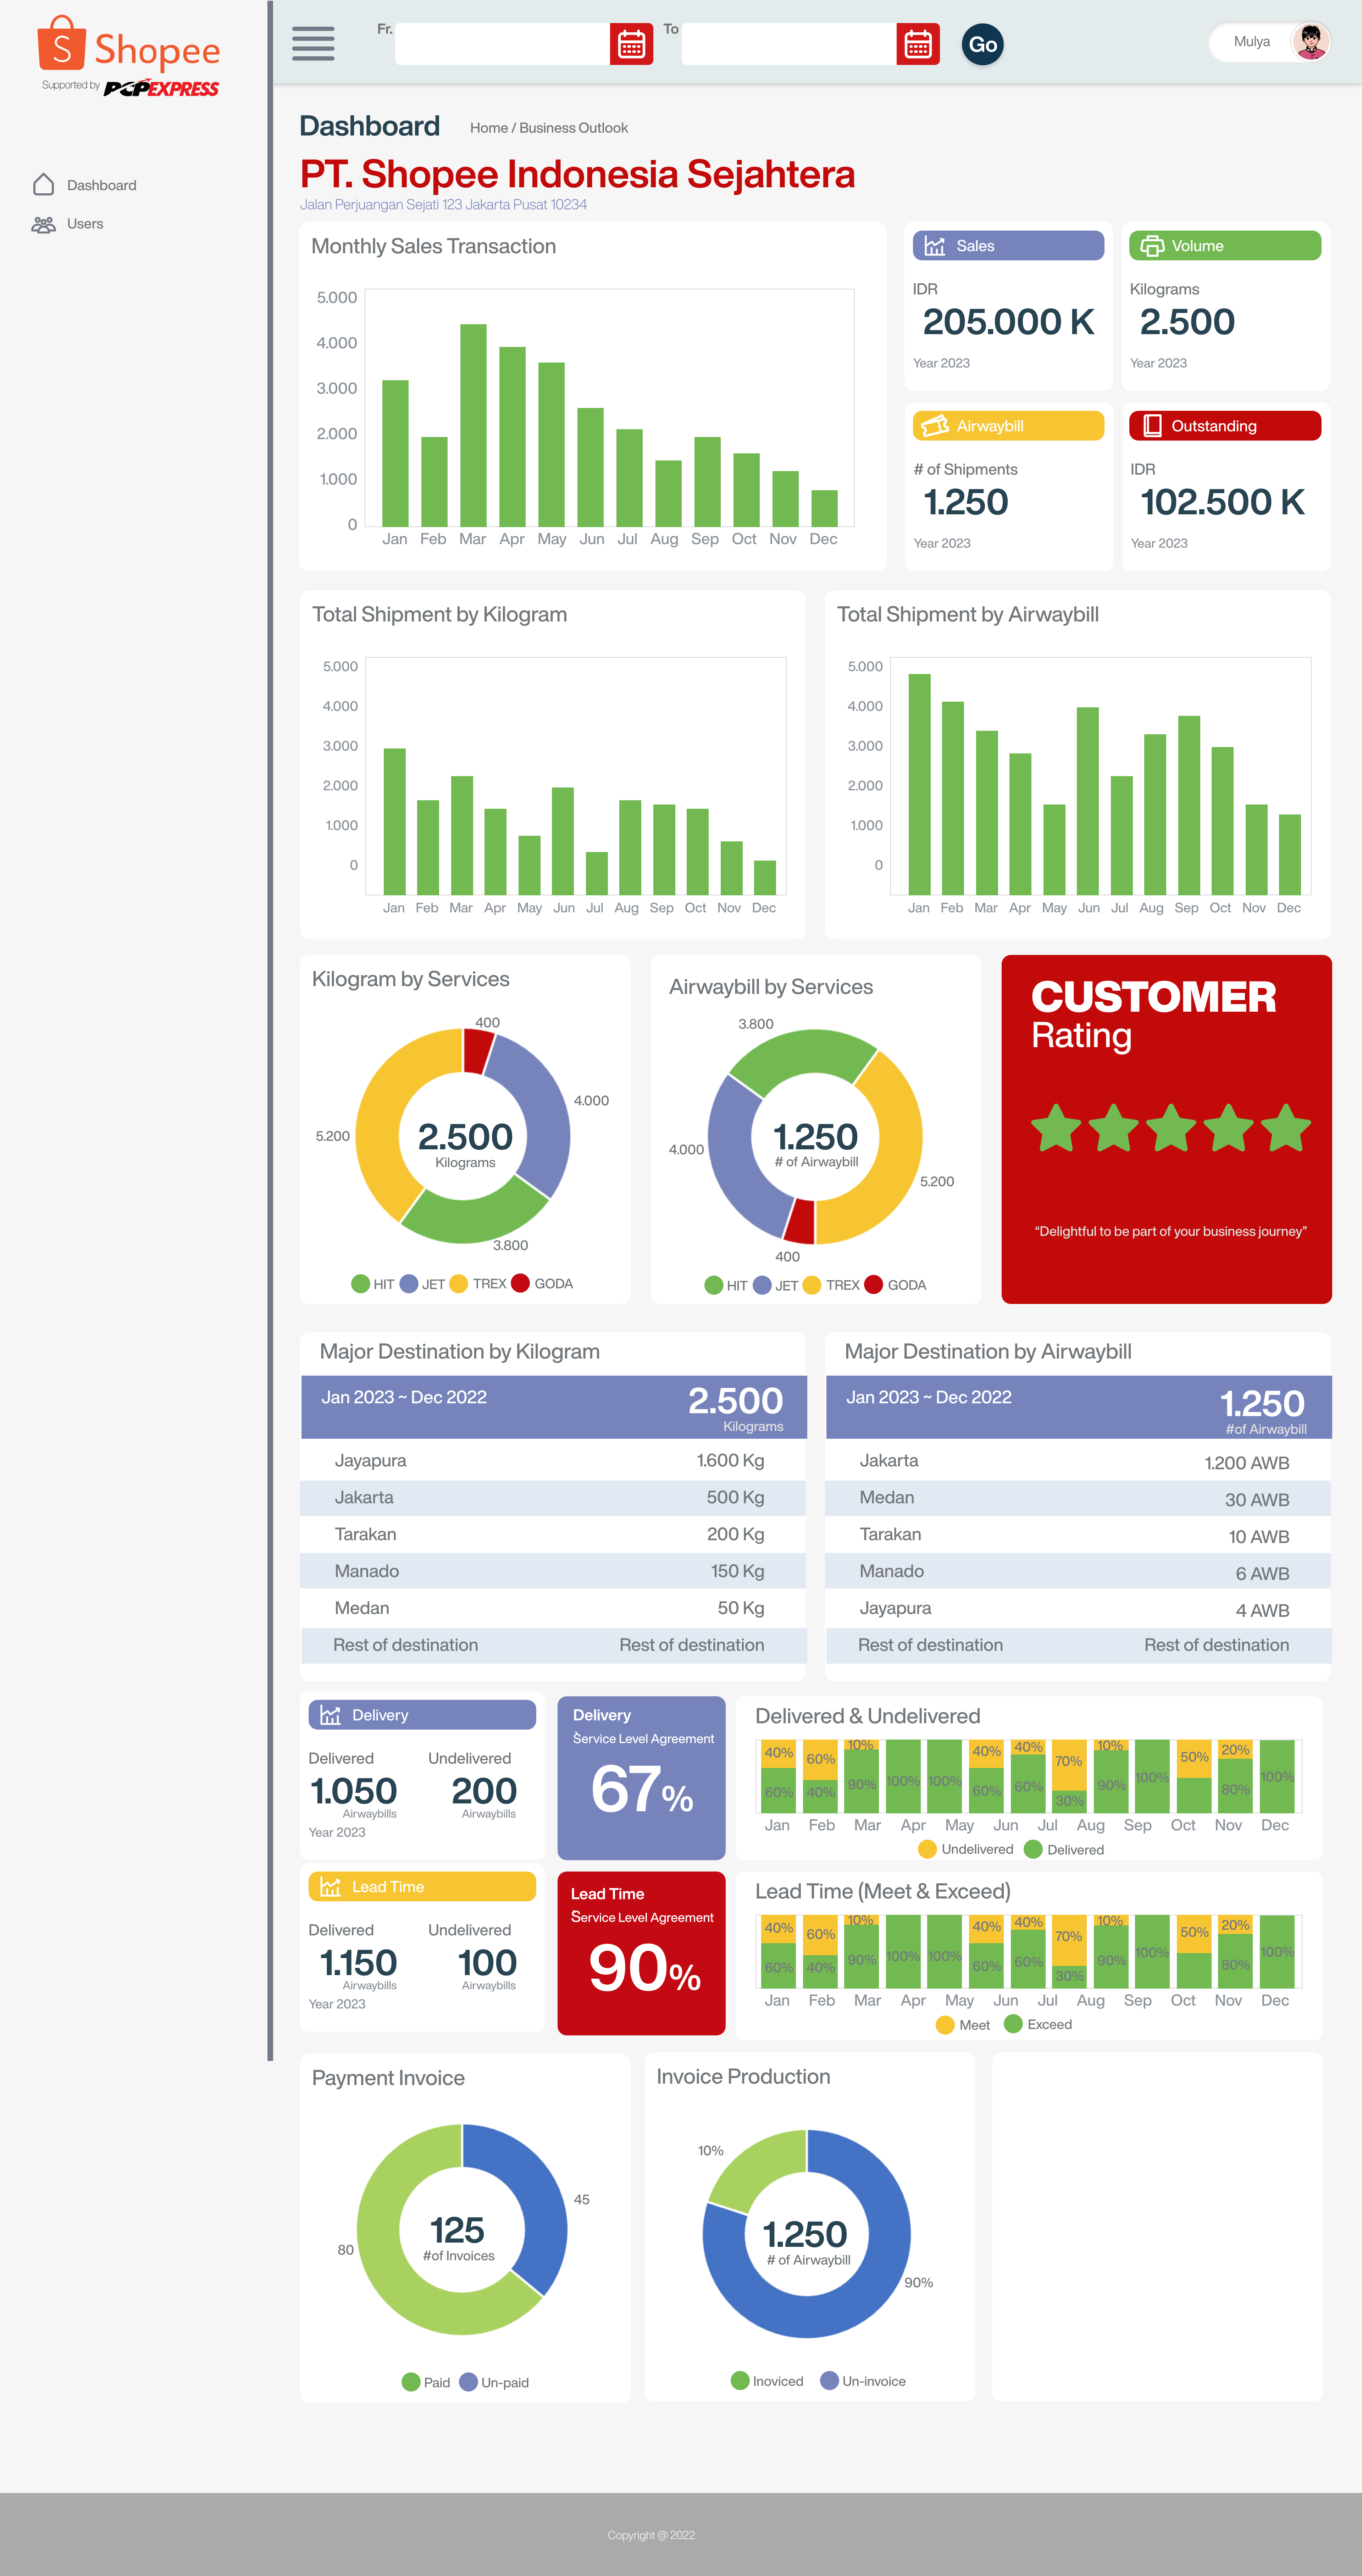 Shopee
Supported by PCPEXPRESS
Dashboard
Users
Fr.
To
Go
Mulya
Dashboard
Home / Business Outlook
PT. Shopee Indonesia Sejahtera
Jalan Perjuangan Sejati 123 Jakarta Pusat 10234
Monthly Sales Transaction
5.000
4.000
3.000
2.000
1.000
0
Jan Feb Mar Apr May Jun Jul Aug Sep Oct Nov Dec
Sales
IDR
205.000 K
Year 2023
Volume
Kilograms
2.500
Year 2023
Airwaybill
# of Shipments
1.250
Year 2023
Outstanding
IDR
102.500 K
Year 2023
Total Shipment by Kilogram
5.000
4.000
3.000
2.000
1.000
0
Jan Feb Mar Apr May Jun Jul Aug Sep Oct Nov Dec
Total Shipment by Airwaybill
5.000
4.000
3.000
2.000
1.000
0
Jan Feb Mar Apr May Jun Jul Aug Sep Oct Nov Dec
Kilogram by Services
400
4.000
5.200
2.500
Kilograms
3.800
HIT JET TREX GODA
Airwaybill by Services
3.800
4.000
1.250
# of Airwaybill
5.200
400
HIT JET TREX GODA
CUSTOMER
Rating
“Delightful to be part of your business journey”
Major Destination by Kilogram
Jan 2023 ~ Dec 2022 2.500
Kilograms
Jayapura 1.600 Kg
Jakarta 500 Kg
Tarakan 200 Kg
Manado 150 Kg
Medan 50 Kg
Rest of destination Rest of destination
Major Destination by Airwaybill
Jan 2023 ~ Dec 2022 1.250
#of Airwaybill
Jakarta 1.200 AWB
Medan 30 AWB
Tarakan 10 AWB
Manado 6 AWB
Jayapura 4 AWB
Rest of destination Rest of destination
Delivery
Delivered Undelivered
1.050 200
Airwaybills Airwaybills
Year 2023
Delivery
Service Level Agreement
67%
Delivered & Undelivered
40% 60% 10% 40% 40% 70% 10% 50% 20%
60% 40% 90% 100% 100% 60% 60% 30% 90% 100% 80% 100%
Jan Feb Mar Apr May Jun Jul Aug Sep Oct Nov Dec
Undelivered Delivered
Lead Time
Delivered Undelivered
1.150 100
Airwaybills Airwaybills
Year 2023
Lead Time
Service Level Agreement
90%
Lead Time (Meet & Exceed)
40% 60% 10% 40% 40% 70% 10% 50% 20%
60% 40% 90% 100% 100% 60% 60% 30% 90% 100% 80% 100%
Jan Feb Mar Apr May Jun Jul Aug Sep Oct Nov Dec
Meet Exceed
Payment Invoice
45
125
#of Invoices
80
Paid Un-paid
Invoice Production
10%
1.250
# of Airwaybill
90%
Inoviced Un-invoice
Copyright @ 2022